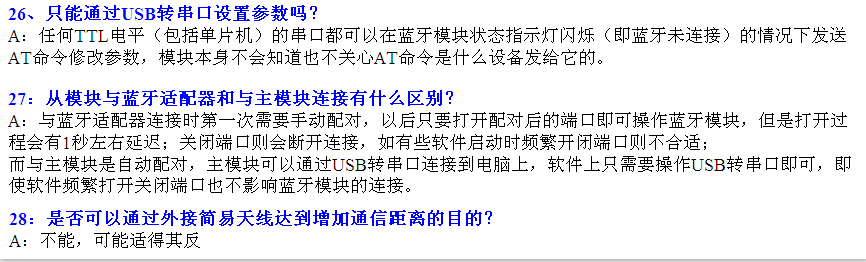 26、只能通过USB转串口设置参数吗？
A：任何TTL电平（包括单片机）的串口都可以在蓝牙模块状态指示灯闪烁（即蓝牙未连接）的情况下发送
AT命令修改参数，模块本身不会知道也不关心AT命令是什么设备发给它的。
27：从模块与蓝牙适配器和与主模块连接有什么区别？
A：与蓝牙适配器连接时第一次需要手动配对，以后只要打开配对后的端口即可操作蓝牙模块，但是打开过
程会有1秒左右延迟；关闭端口则会断开连接，如有些软件启动时频繁开闭端口则不合适；
而与主模块是自动配对，主模块可以通过USB转串口连接到电脑上，软件上只需要操作USB转串口即可，即
使软件频繁打开关闭端口也不影响蓝牙模块的连接。
28：是否可以通过外接简易天线达到增加通信距离的目的？
A：不能，可能适得其反